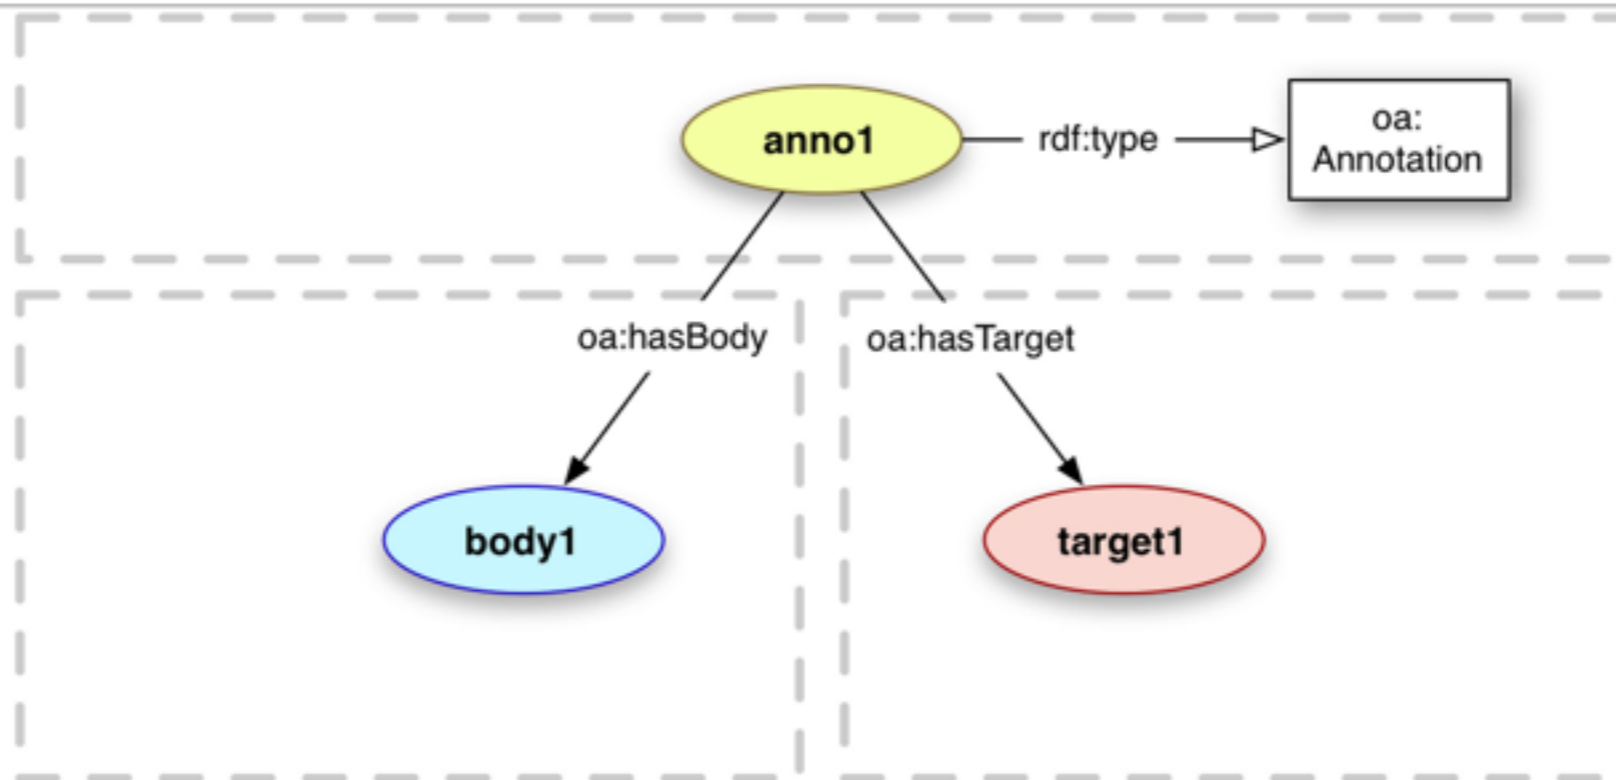 anno1
rdf:type
oa:
Annotation
oa:hasBody
oa:hasTarget
body1
target1